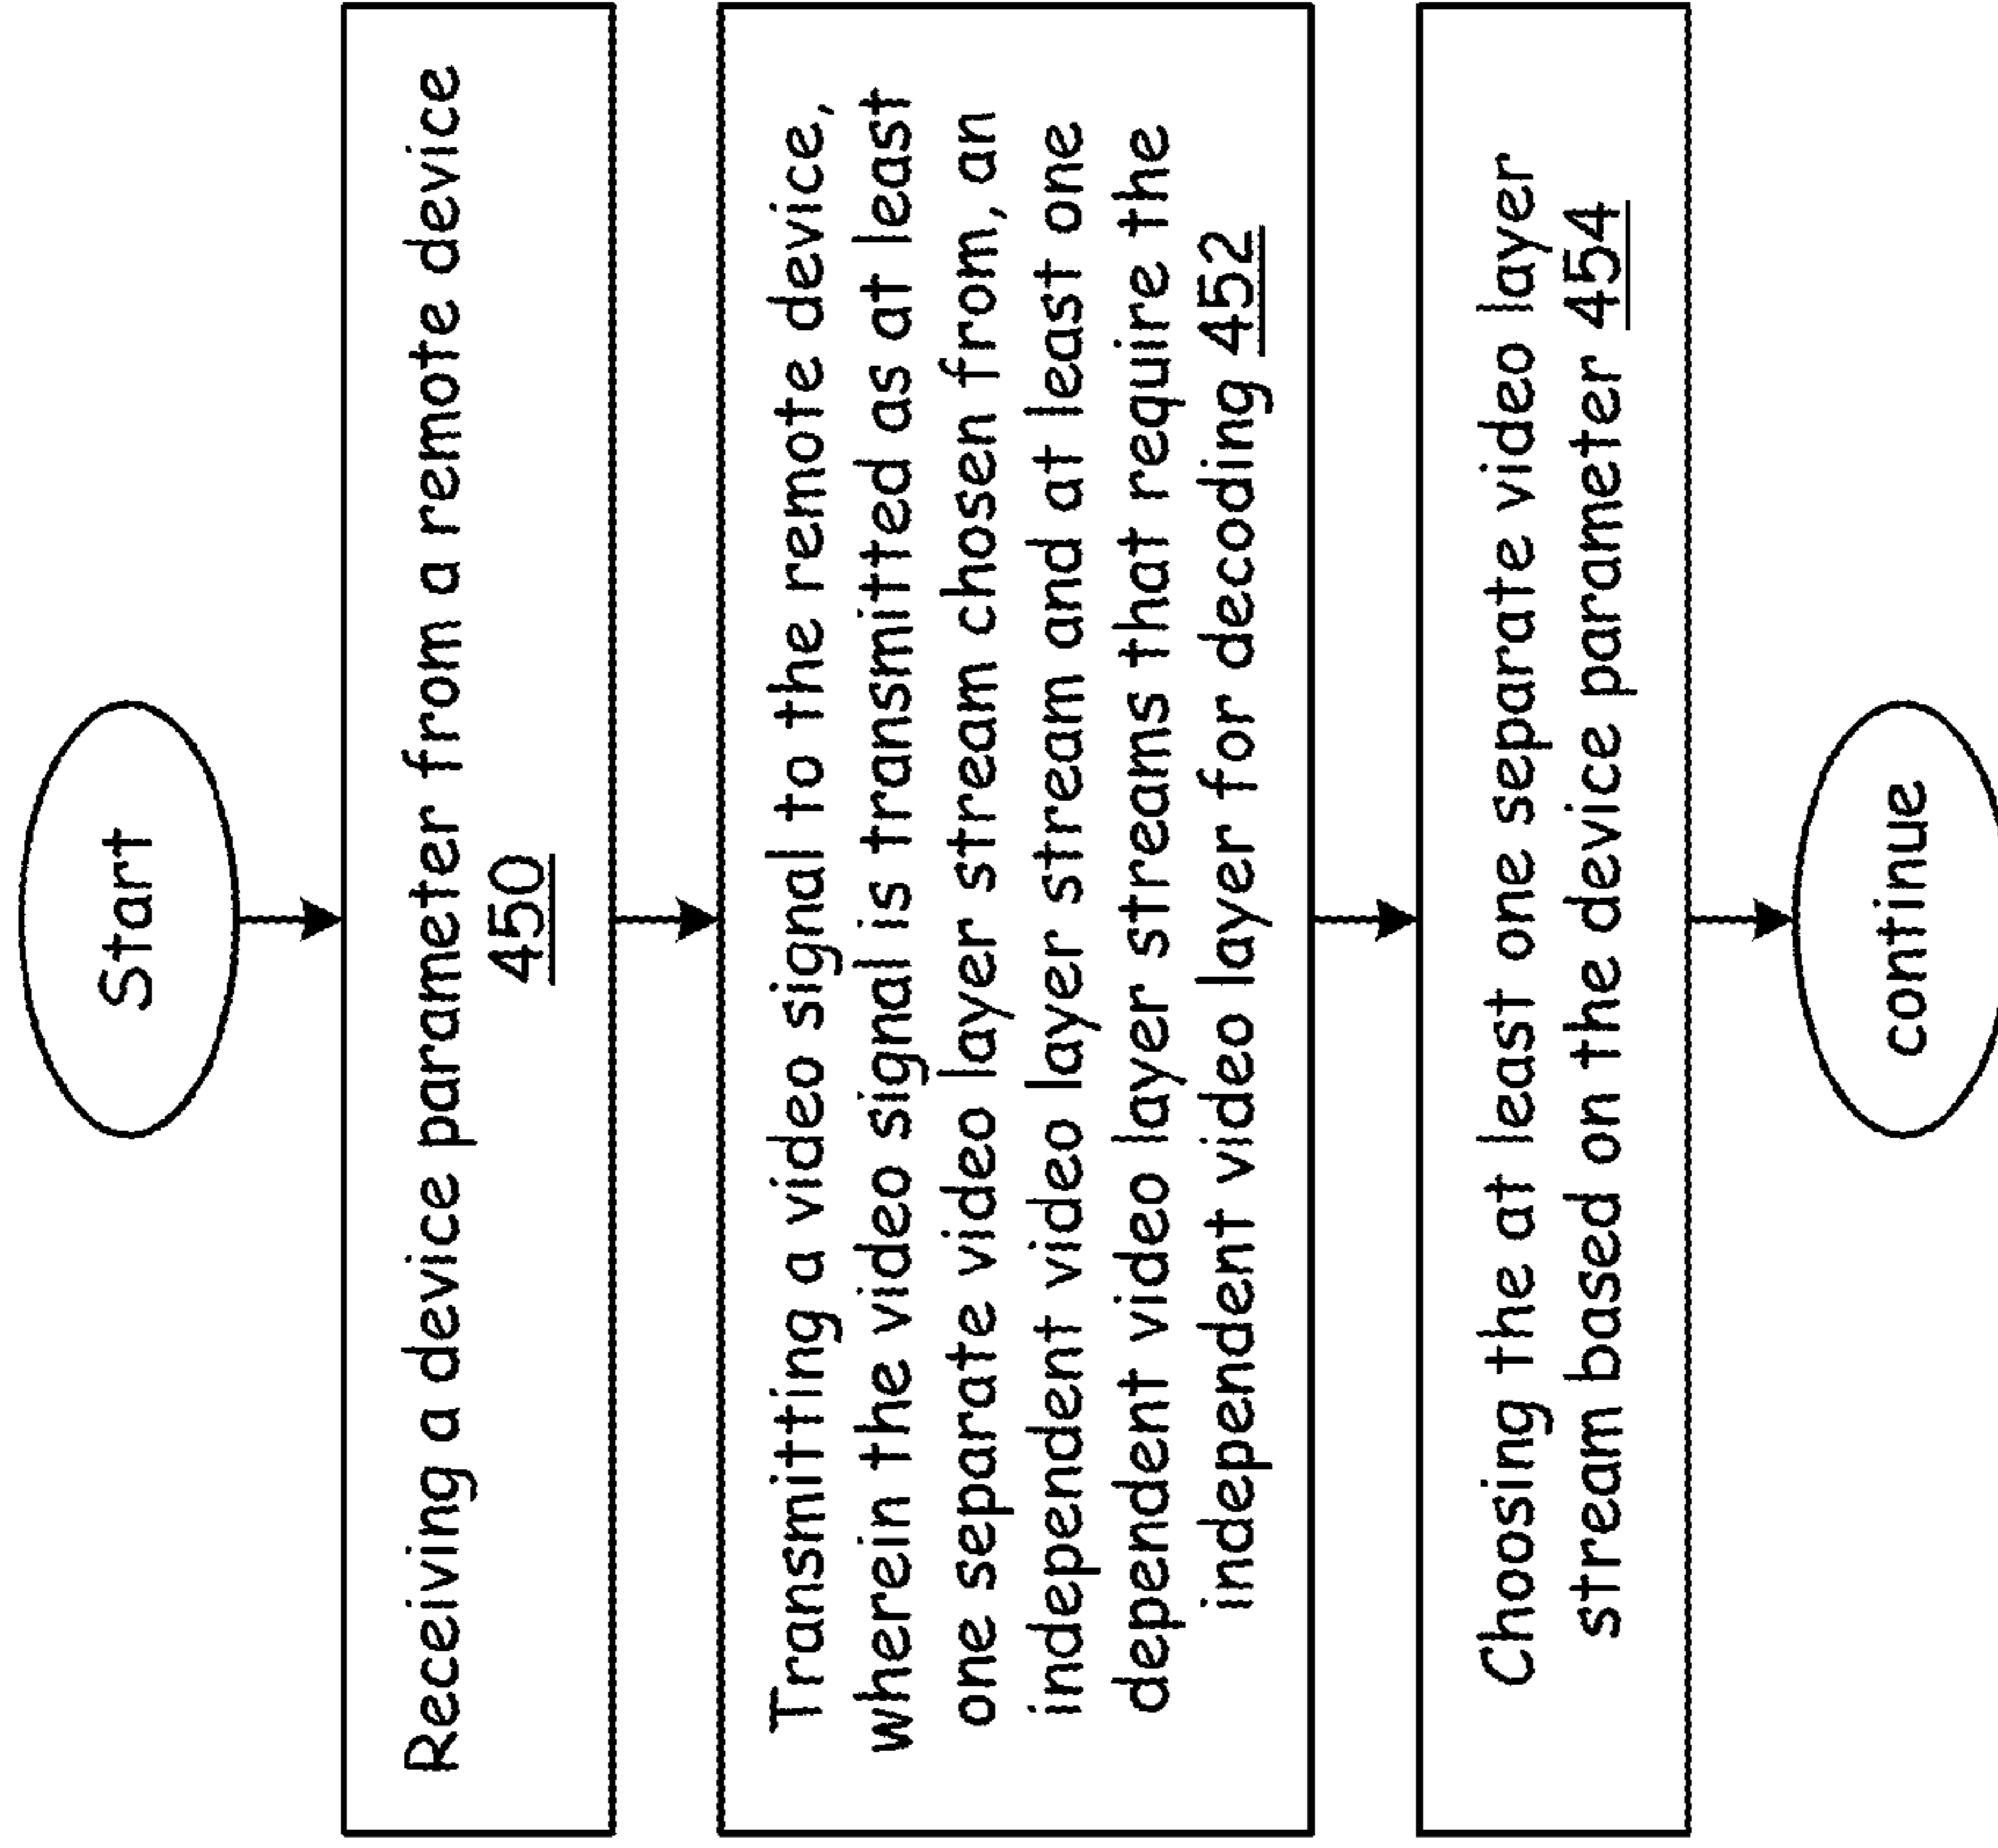 Start
Receiving a device parameter from a remote device
450
Transmitting a video signal to the remote device,
wherein the video signal is transmitted as at least
one separate video layer stream chosen from, an
independent video layer stream and at least one
dependent video layer streams that require the
independent video layer for decoding 452
Choosing the at least one separate video layer
stream based on the device parameter 454
continue